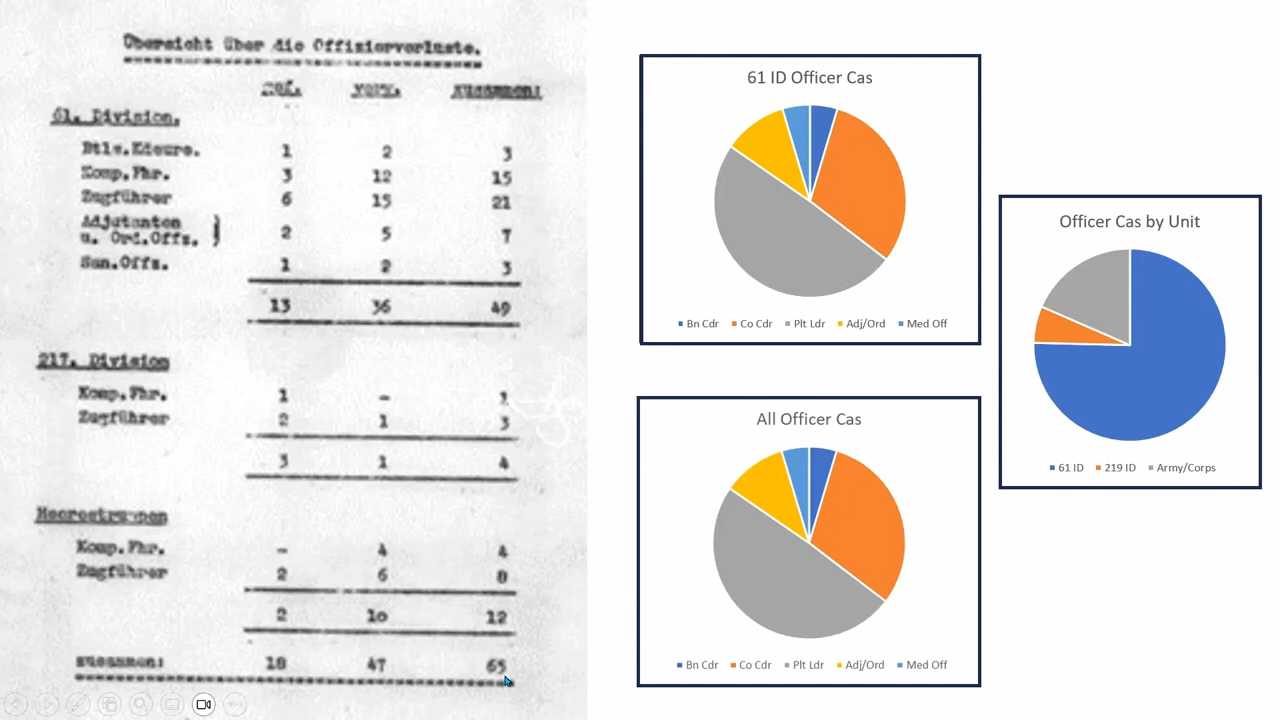 Übersicht über die Offizierverluste.
gef. verw. zusammen:
61. Division.
Btls.Kdeure. 1 2 3
Komp.Fhr. 3 12 15
Zugführer 6 15 21
Adjutanten
u. Ord.Offz. ) 2 5 7
San.Offz. 1 2 3
13 36 49
217. Division
Komp.Fhr. 1 - 1
Zugführer 2 1 3
3 1 4
Heerestruppen
Komp.Fhr. - 4 4
Zugführer 2 6 8
2 10 12
zusammen: 18 47 65
61 ID Officer Cas
Bn Cdr Co Cdr Plt Ldr Adj/Ord Med Off
All Officer Cas
Bn Cdr Co Cdr Plt Ldr Adj/Ord Med Off
Officer Cas by Unit
61 ID 219 ID Army/Corps